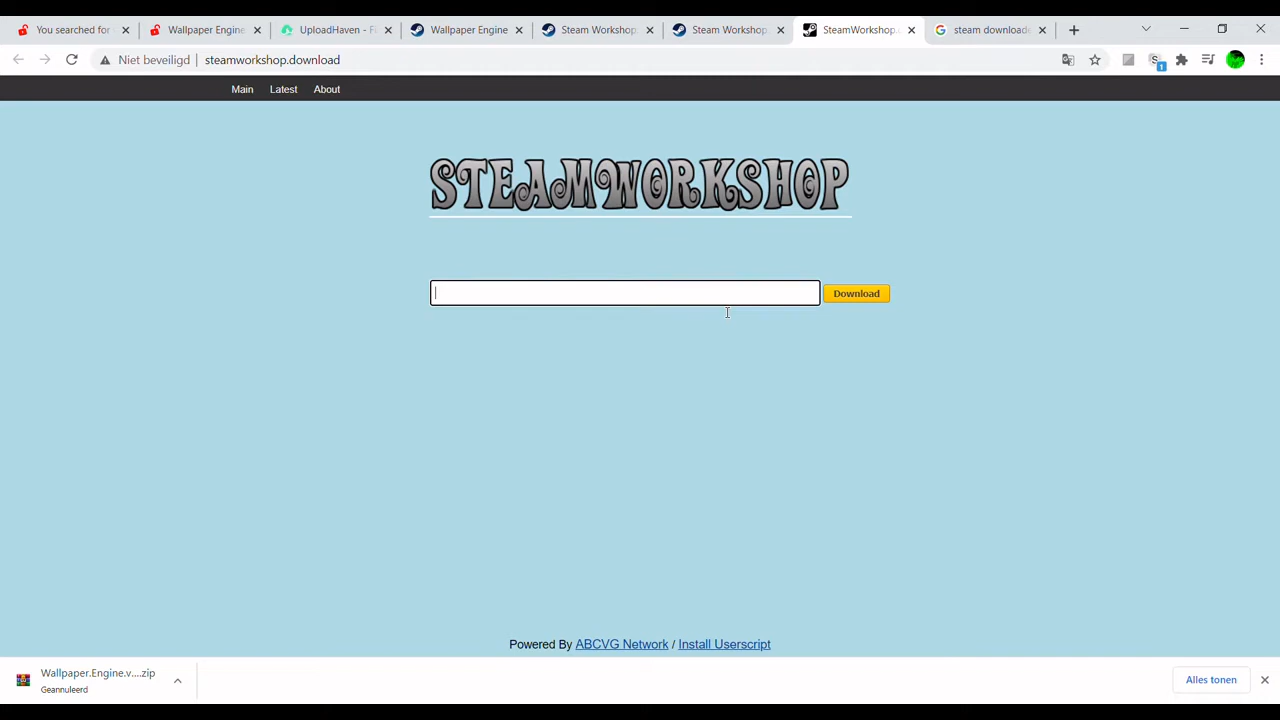 You searched for
Wallpaper Engine
UploadHaven - F
Wallpaper Engine
Steam Workshop
Steam Workshop
SteamWorkshop.
steam download
Niet beveiligd
steamworkshop.download
Main
Latest
About
STEAMWORKSHOP
Download
Powered By ABCVG Network / Install Userscript
Wallpaper.Engine.v....zip
Geannuleerd
Alles tonen